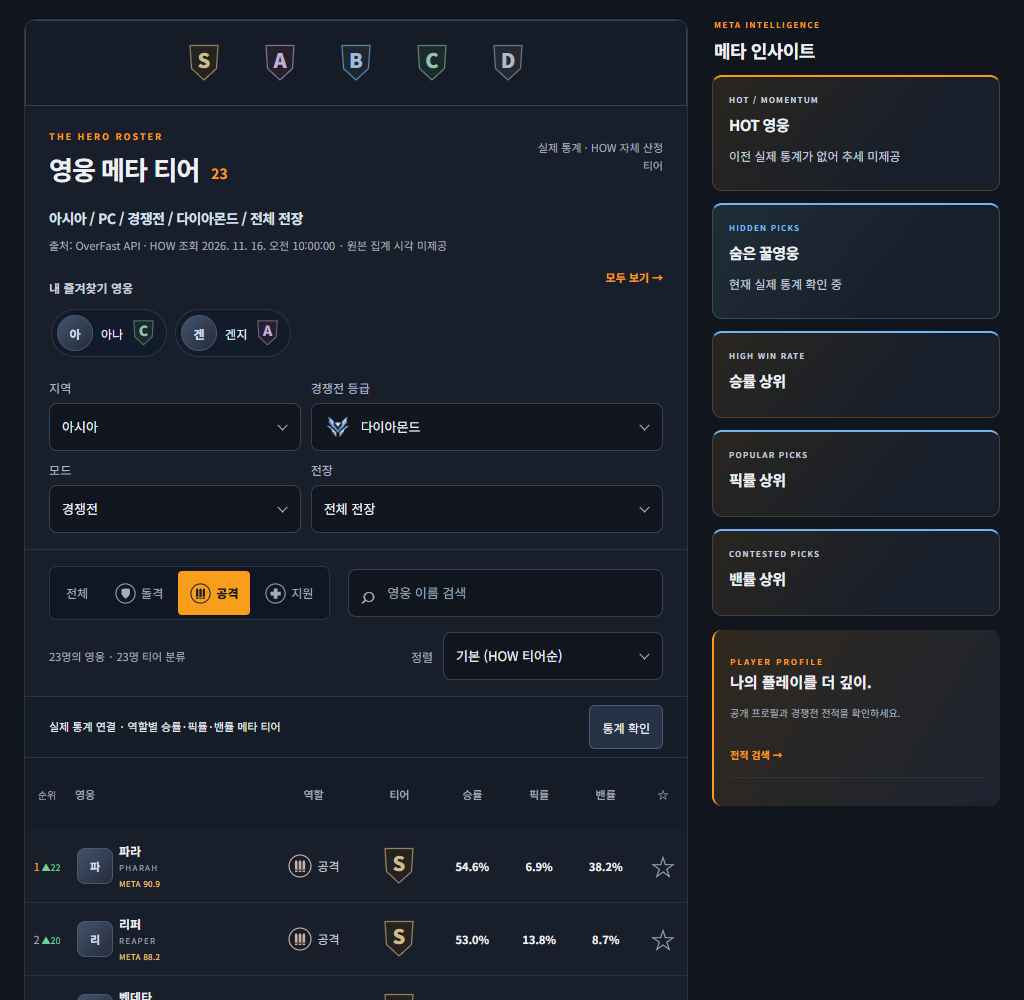 S A B C D
THE HERO ROSTER
영웅 메타 티어 23
실제 통계 · HOW 자체 산정
티어
아시아 / PC / 경쟁전 / 다이아몬드 / 전체 전장
출처: OverFast API · HOW 조회 2026. 11. 16. 오전 10:00:00 · 원본 집계 시각 미제공
모두 보기 →
내 즐겨찾기 영웅
아 아나 C 겐 겐지 A
지역 경쟁전 등급
아시아 다이아몬드
모드 전장
경쟁전 전체 전장
전체 돌격 공격 지원 영웅 이름 검색
23명의 영웅 · 23명 티어 분류 정렬 기본 (HOW 티어순)
실제 통계 연결 · 역할별 승률·픽률·밴률 메타 티어 통계 확인
순위 영웅 역할 티어 승률 픽률 밴률 ☆
1 ▲22 파 파라 공격 S 54.6% 6.9% 38.2% ☆
PHARAH
META 90.9
2 ▲20 리 리퍼 공격 S 53.0% 13.8% 8.7% ☆
REAPER
META 88.2
벤데타
META INTELLIGENCE
메타 인사이트
HOT / MOMENTUM
HOT 영웅
이전 실제 통계가 없어 추세 미제공
HIDDEN PICKS
숨은 꿀영웅
현재 실제 통계 확인 중
HIGH WIN RATE
승률 상위
POPULAR PICKS
픽률 상위
CONTESTED PICKS
밴률 상위
PLAYER PROFILE
나의 플레이를 더 깊이.
공개 프로필과 경쟁전 전적을 확인하세요.
전적 검색 →